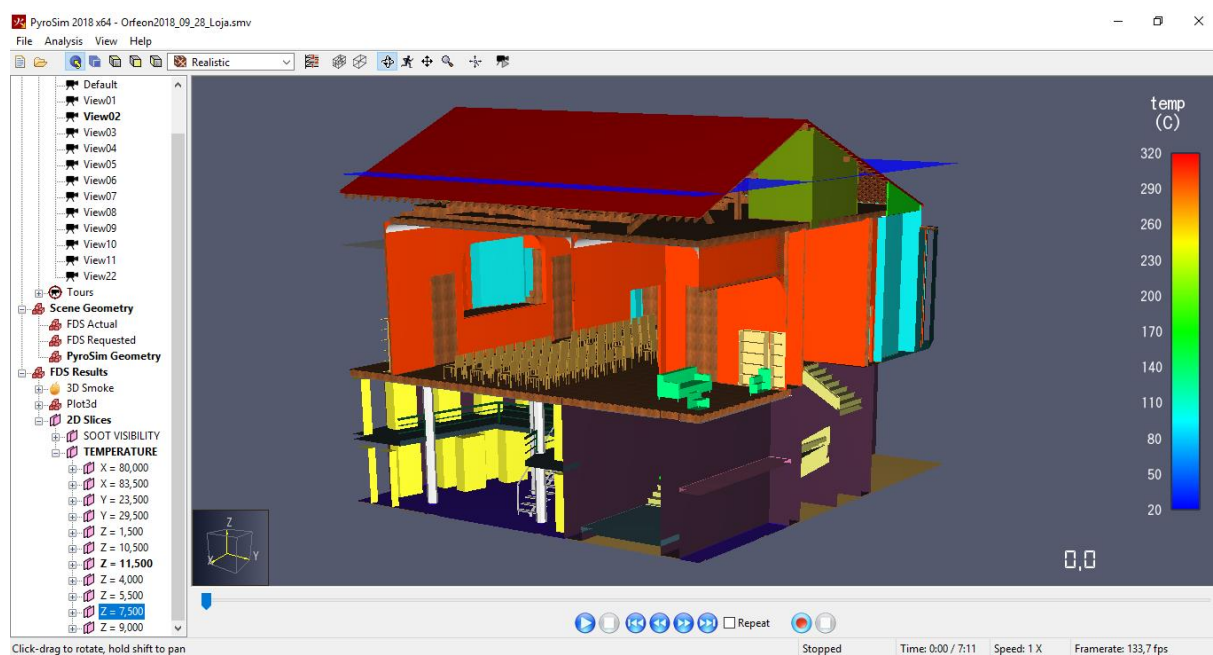 PyroSim 2018 x64 - Orfeon2018_09_28_Loja.smv
File Analysis View Help
Realistic
Default
View01
View02
View03
View04
View05
View06
View07
View08
View09
View10
View11
View22
Tours
Scene Geometry
FDS Actual
FDS Requested
PyroSim Geometry
FDS Results
3D Smoke
Plot3d
2D Slices
SOOT VISIBILITY
TEMPERATURE
X = 80,000
X = 83,500
Y = 23,500
Y = 29,500
Z = 1,500
Z = 10,500
Z = 11,500
Z = 4,000
Z = 5,500
Z = 7,500
Z = 9,000
temp
(C)
320
290
260
230
200
170
140
110
80
50
20
0,0
Z
X Y
Repeat
Click-drag to rotate, hold shift to pan
Stopped Time: 0:00 / 7:11 Speed: 1 X Framerate: 133,7 fps